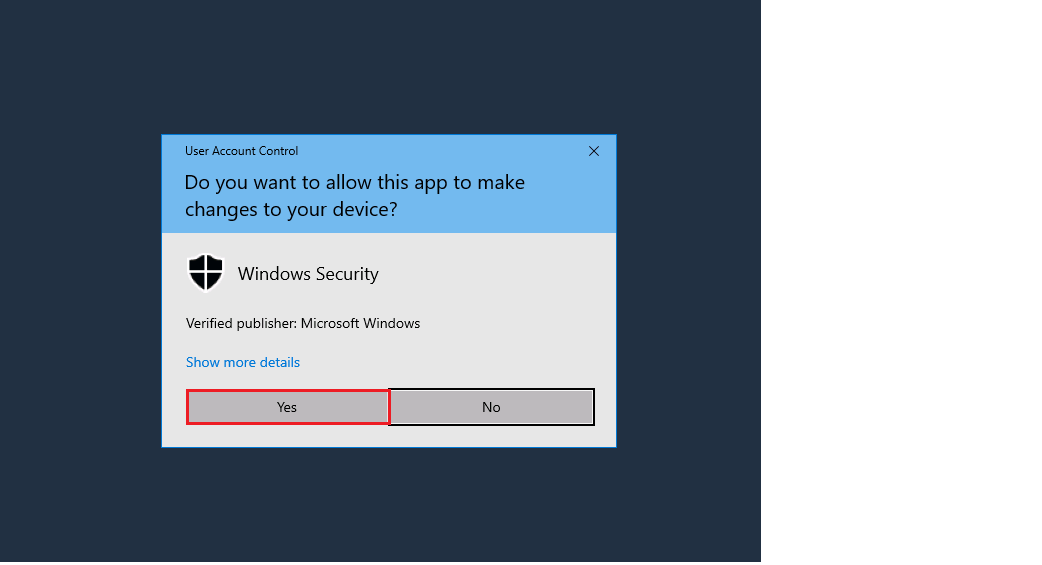 User Account Control
Do you want to allow this app to make
changes to your device?
Windows Security
Verified publisher: Microsoft Windows
Show more details
Yes
No